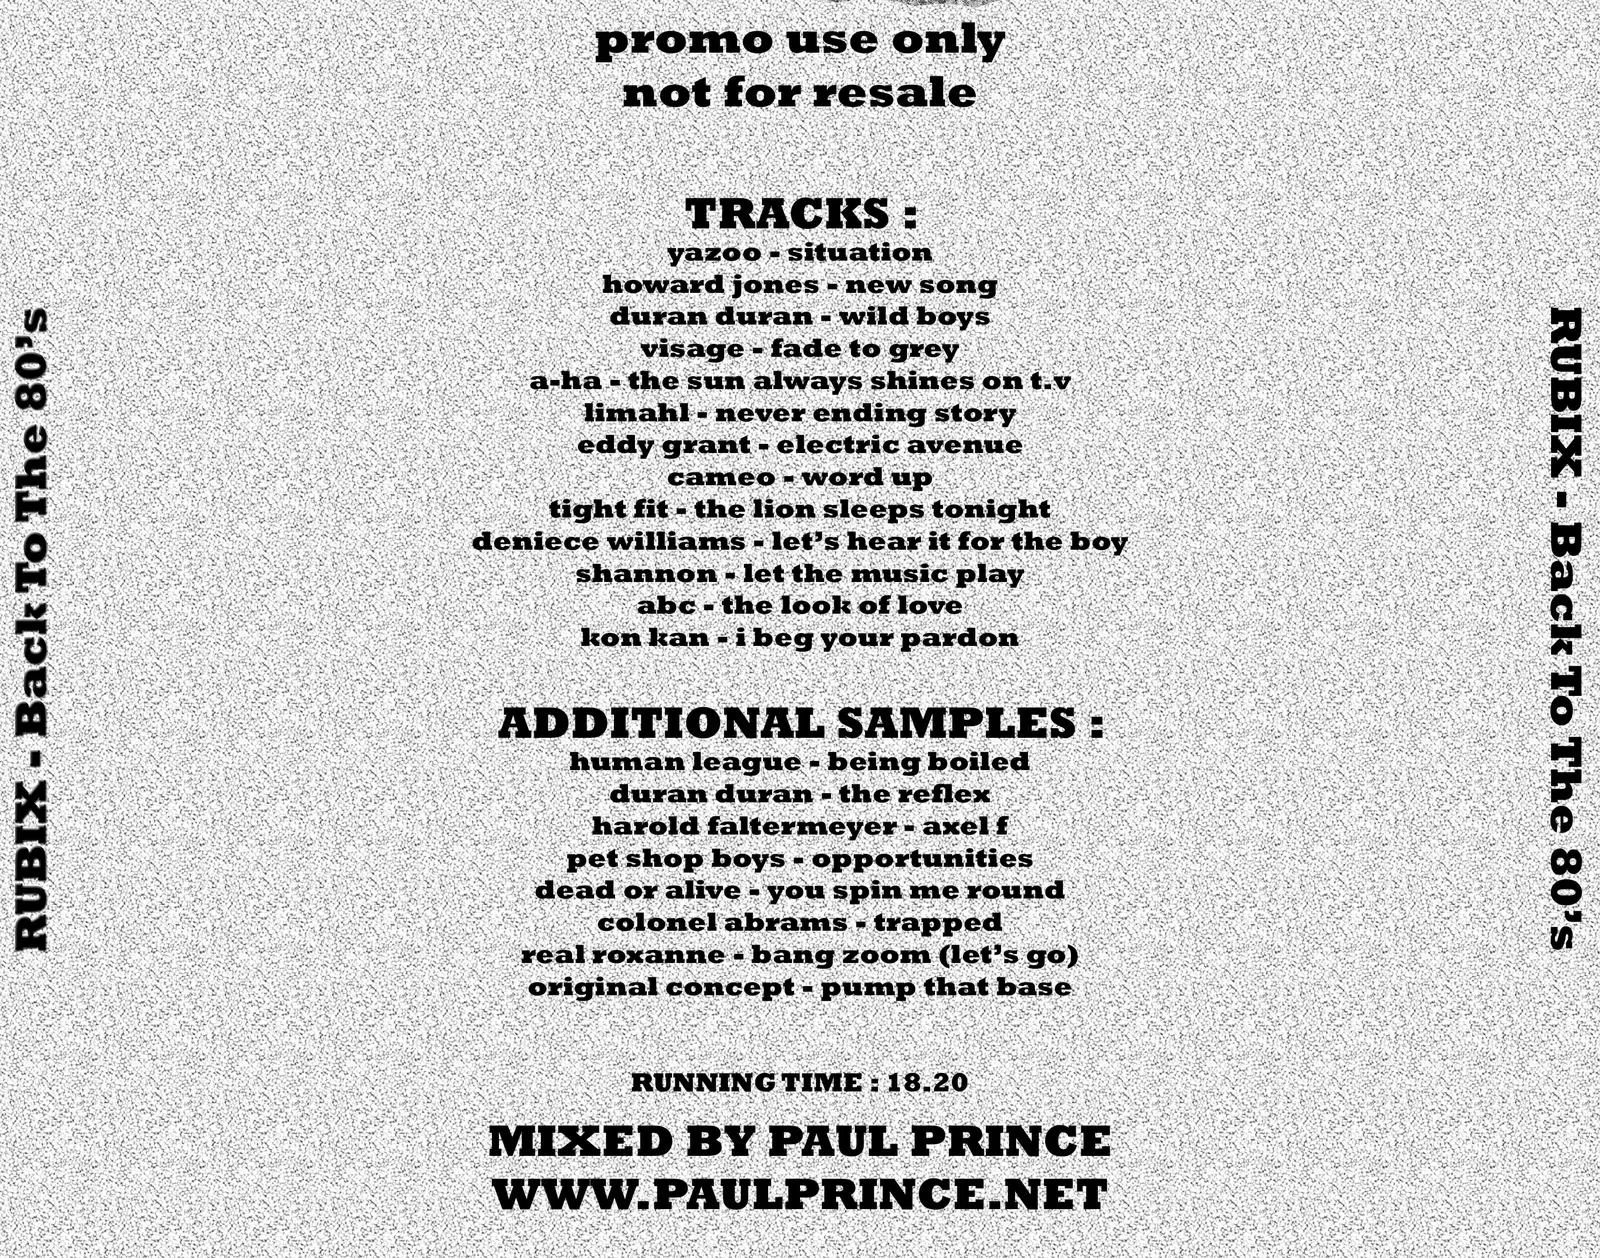 promo use only
not for resale
TRACKS :
yazoo - situation
howard jones - new song
duran duran - wild boys
visage - fade to grey
a-ha - the sun always shines on t.v
limahl - never ending story
eddy grant - electric avenue
cameo - word up
tight fit - the lion sleeps tonight
deniece williams - let's hear it for the boy
shannon - let the music play
abc - the look of love
kon kan - i beg your pardon
ADDITIONAL SAMPLES :
human league - being boiled
duran duran - the reflex
harold faltermeyer - axel f
pet shop boys - opportunities
dead or alive - you spin me round
colonel abrams - trapped
real roxanne - bang zoom (let's go)
original concept - pump that base
RUNNING TIME : 18.20
MIXED BY PAUL PRINCE
WWW.PAULPRINCE.NET
RUBIX - Back To The 80's
RUBIX - Back To The 80's